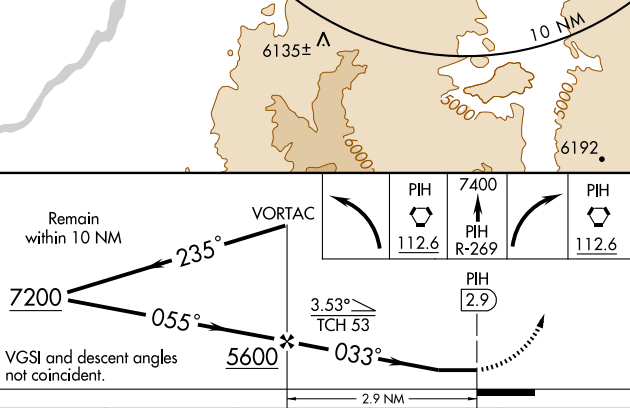 10 NM
6135±
5000
5000
6000
6192
Remain
within 10 NM
VORTAC
PIH
112.6
7400
PIH
R-269
PIH
112.6
235°
7200
055°
3.53°
TCH 53
PIH
2.9
5600
033°
VGSI and descent angles
not coincident.
2.9 NM